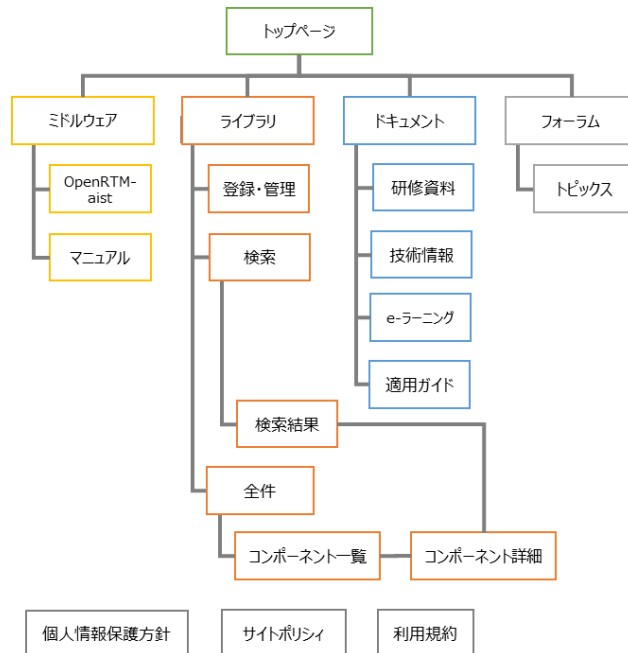 トップページ
ミドルウェア
ライブラリ
ドキュメント
フォーラム
OpenRTM-
aist
登録・管理
研修資料
トピックス
マニュアル
検索
技術情報
e-ラーニング
適用ガイド
検索結果
全件
コンポーネント一覧
コンポーネント詳細
個人情報保護方針
サイトポリシィ
利用規約